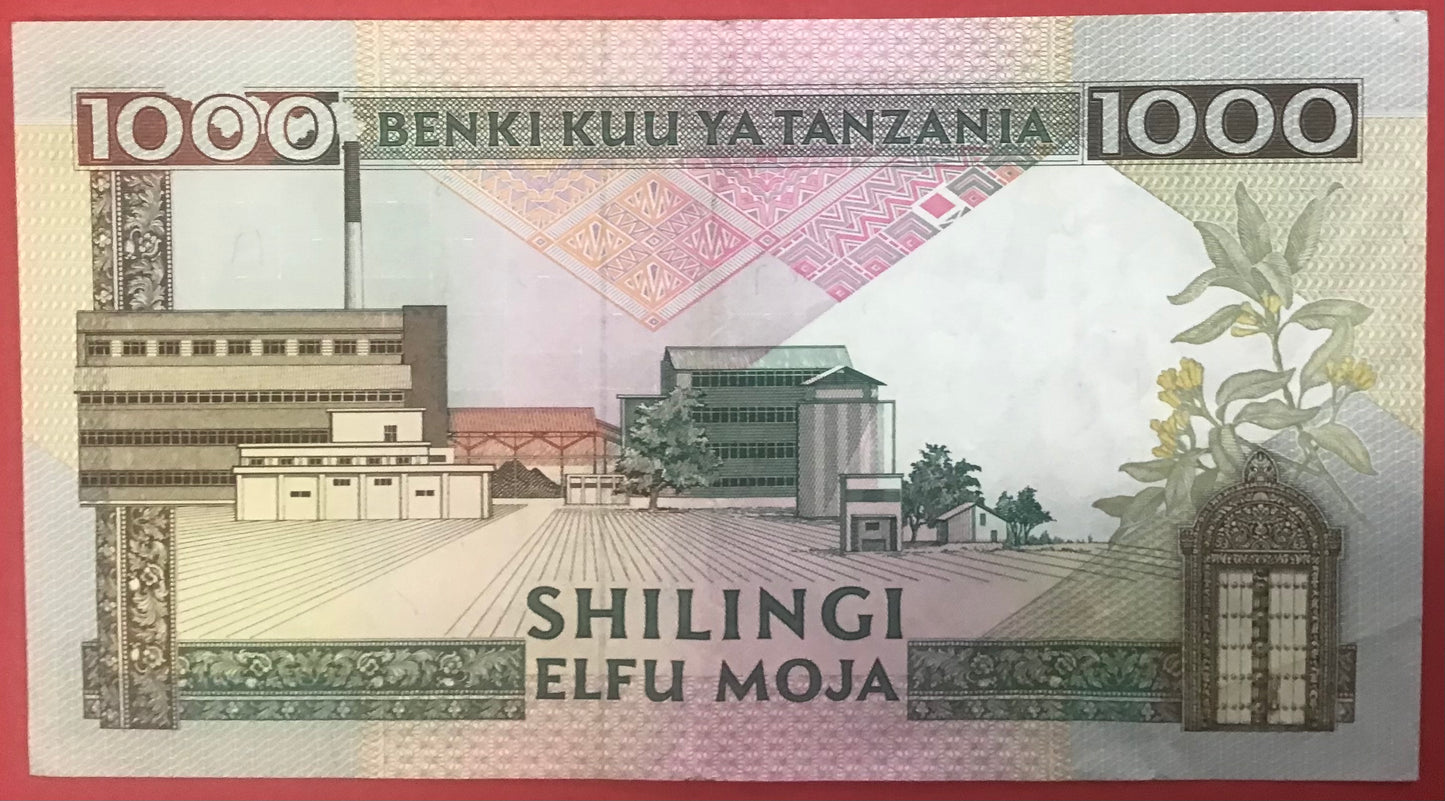 1000 BENKI KUU YA TANZANIA 1000
SHILINGI
ELFU MOJA